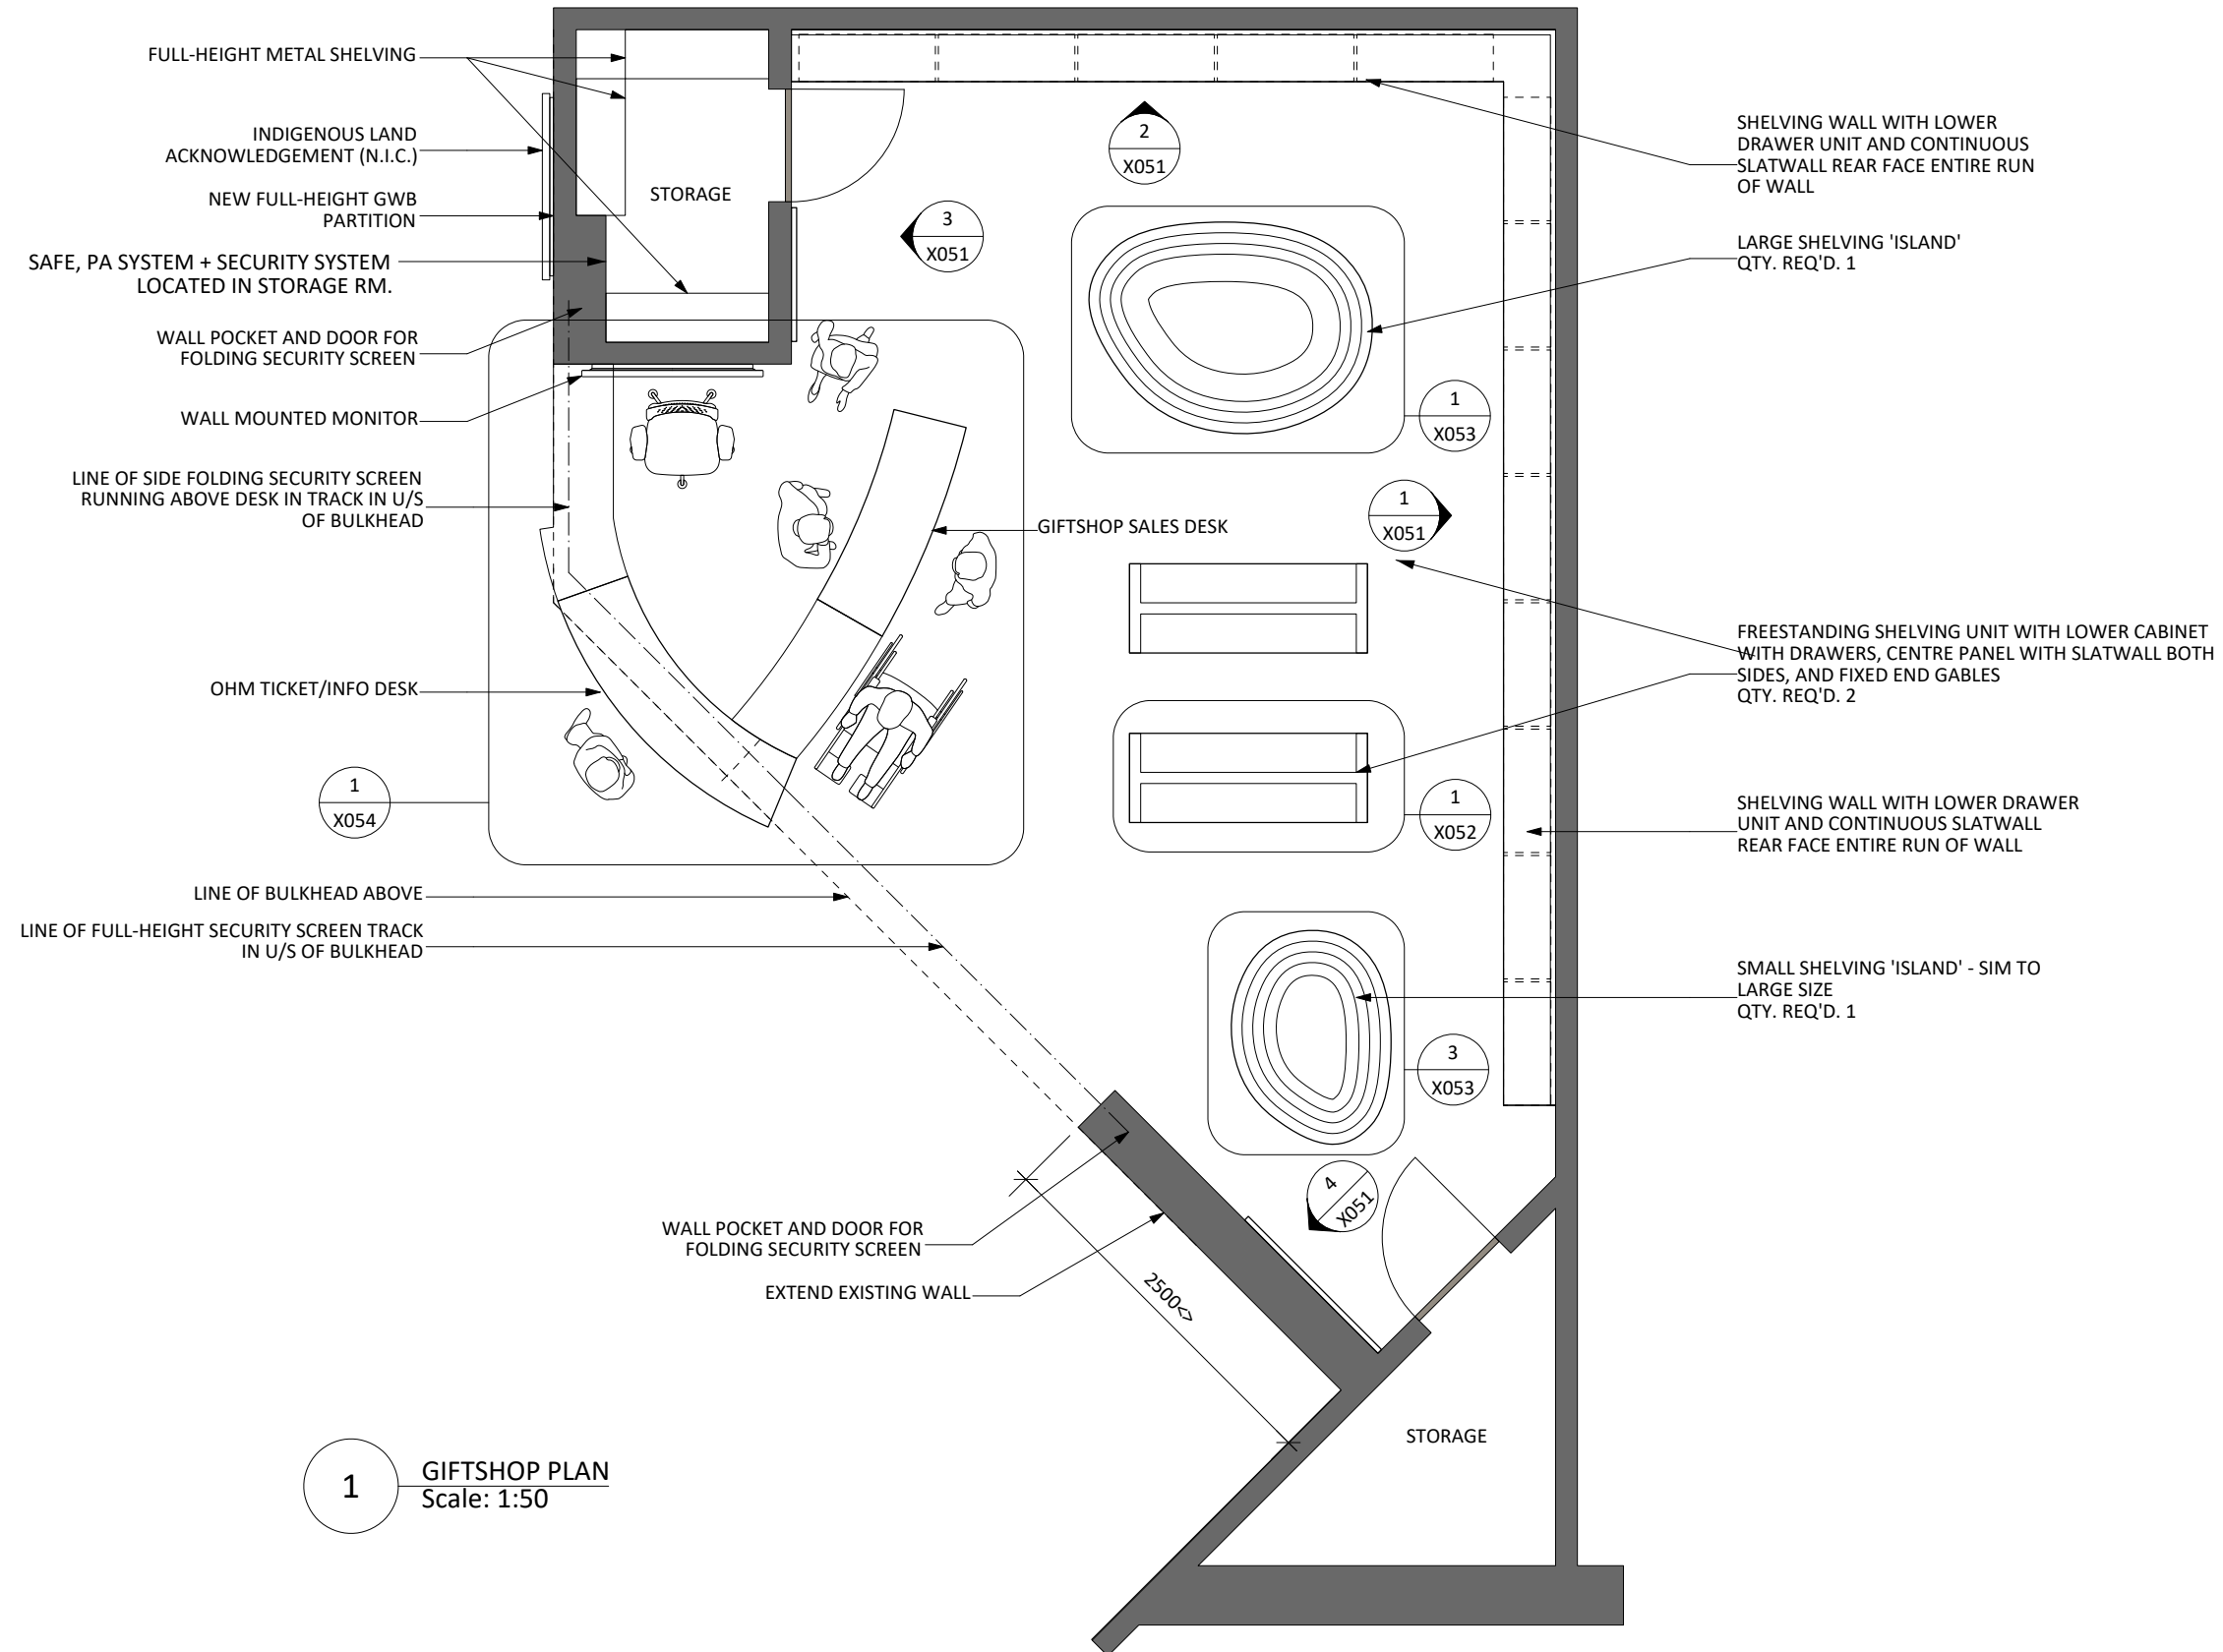 FULL-HEIGHT METAL SHELVING
INDIGENOUS LAND
ACKNOWLEDGEMENT (N.I.C.)
NEW FULL-HEIGHT GWB
PARTITION
SAFE, PA SYSTEM + SECURITY SYSTEM
LOCATED IN STORAGE RM.
WALL POCKET AND DOOR FOR
FOLDING SECURITY SCREEN
WALL MOUNTED MONITOR
LINE OF SIDE FOLDING SECURITY SCREEN
RUNNING ABOVE DESK IN TRACK IN U/S
OF BULKHEAD
OHM TICKET/INFO DESK
1
X054
LINE OF BULKHEAD ABOVE
LINE OF FULL-HEIGHT SECURITY SCREEN TRACK
IN U/S OF BULKHEAD
WALL POCKET AND DOOR FOR
FOLDING SECURITY SCREEN
EXTEND EXISTING WALL
2500<>
STORAGE
2
X051
3
X051
1
X053
1
X051
GIFTSHOP SALES DESK
1
X052
3
X053
4
X051
STORAGE
SHELVING WALL WITH LOWER
DRAWER UNIT AND CONTINUOUS
SLATWALL REAR FACE ENTIRE RUN
OF WALL
LARGE SHELVING 'ISLAND'
QTY. REQ'D. 1
FREESTANDING SHELVING UNIT WITH LOWER CABINET
WITH DRAWERS, CENTRE PANEL WITH SLATWALL BOTH
SIDES, AND FIXED END GABLES
QTY. REQ'D. 2
SHELVING WALL WITH LOWER DRAWER
UNIT AND CONTINUOUS SLATWALL
REAR FACE ENTIRE RUN OF WALL
SMALL SHELVING 'ISLAND' - SIM TO
LARGE SIZE
QTY. REQ'D. 1
1
GIFTSHOP PLAN
Scale: 1:50